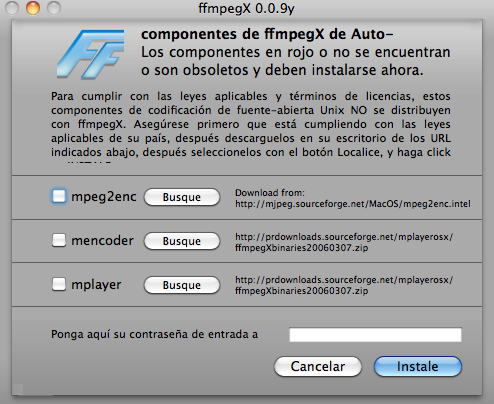 ffmpegX 0.0.9y
FF
componentes de ffmpegX de Auto-
Los componentes en rojo o no se encuentran
o son obsoletos y deben instalarse ahora.
Para cumplir con las leyes aplicables y términos de licencias, estos
componentes de codificación de fuente-abierta Unix NO se distribuyen
con ffmpegX. Asegúrese primero que está cumpliendo con las leyes
aplicables de su país, después descarguelos en su escritorio de los URL
indicados abajo, después seleccionelos con el botón Localice, y haga click
mpeg2enc
Busque
Download from:
http://mjpeg.sourceforge.net/MacOS/mpeg2enc.intel
mencoder
Busque
http://prdownloads.sourceforge.net/mplayerosx/
ffmpegXbinaries20060307.zip
mplayer
Busque
http://prdownloads.sourceforge.net/mplayerosx/
ffmpegXbinaries20060307.zip
Ponga aquí su contraseña de entrada a
Cancelar
Instale